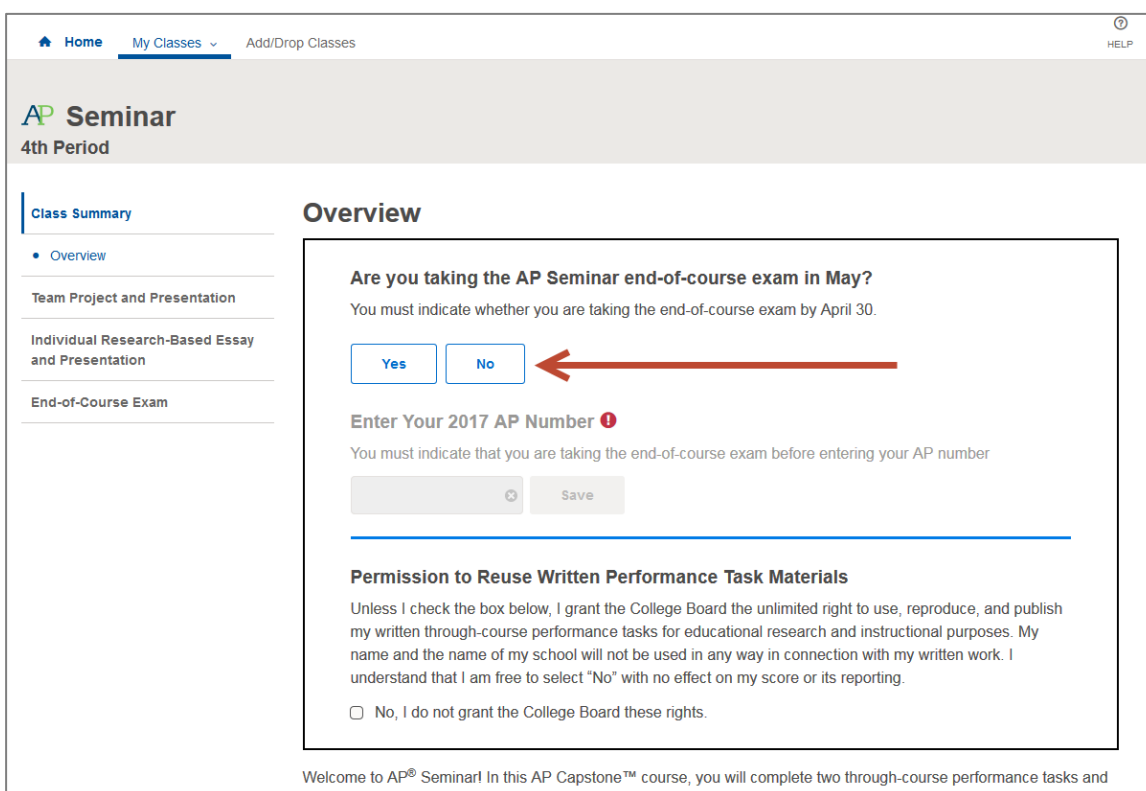 Home My Classes Add/Drop Classes
HELP
AP Seminar
4th Period
Class Summary
Overview
Team Project and Presentation
Individual Research-Based Essay
and Presentation
End-of-Course Exam
Overview
Are you taking the AP Seminar end-of-course exam in May?
You must indicate whether you are taking the end-of-course exam by April 30.
Yes No
Enter Your 2017 AP Number
You must indicate that you are taking the end-of-course exam before entering your AP number
Save
Permission to Reuse Written Performance Task Materials
Unless I check the box below, I grant the College Board the unlimited right to use, reproduce, and publish
my written through-course performance tasks for educational research and instructional purposes. My
name and the name of my school will not be used in any way in connection with my written work. I
understand that I am free to select “No” with no effect on my score or its reporting.
No, I do not grant the College Board these rights.
Welcome to AP® Seminar! In this AP Capstone™ course, you will complete two through-course performance tasks and